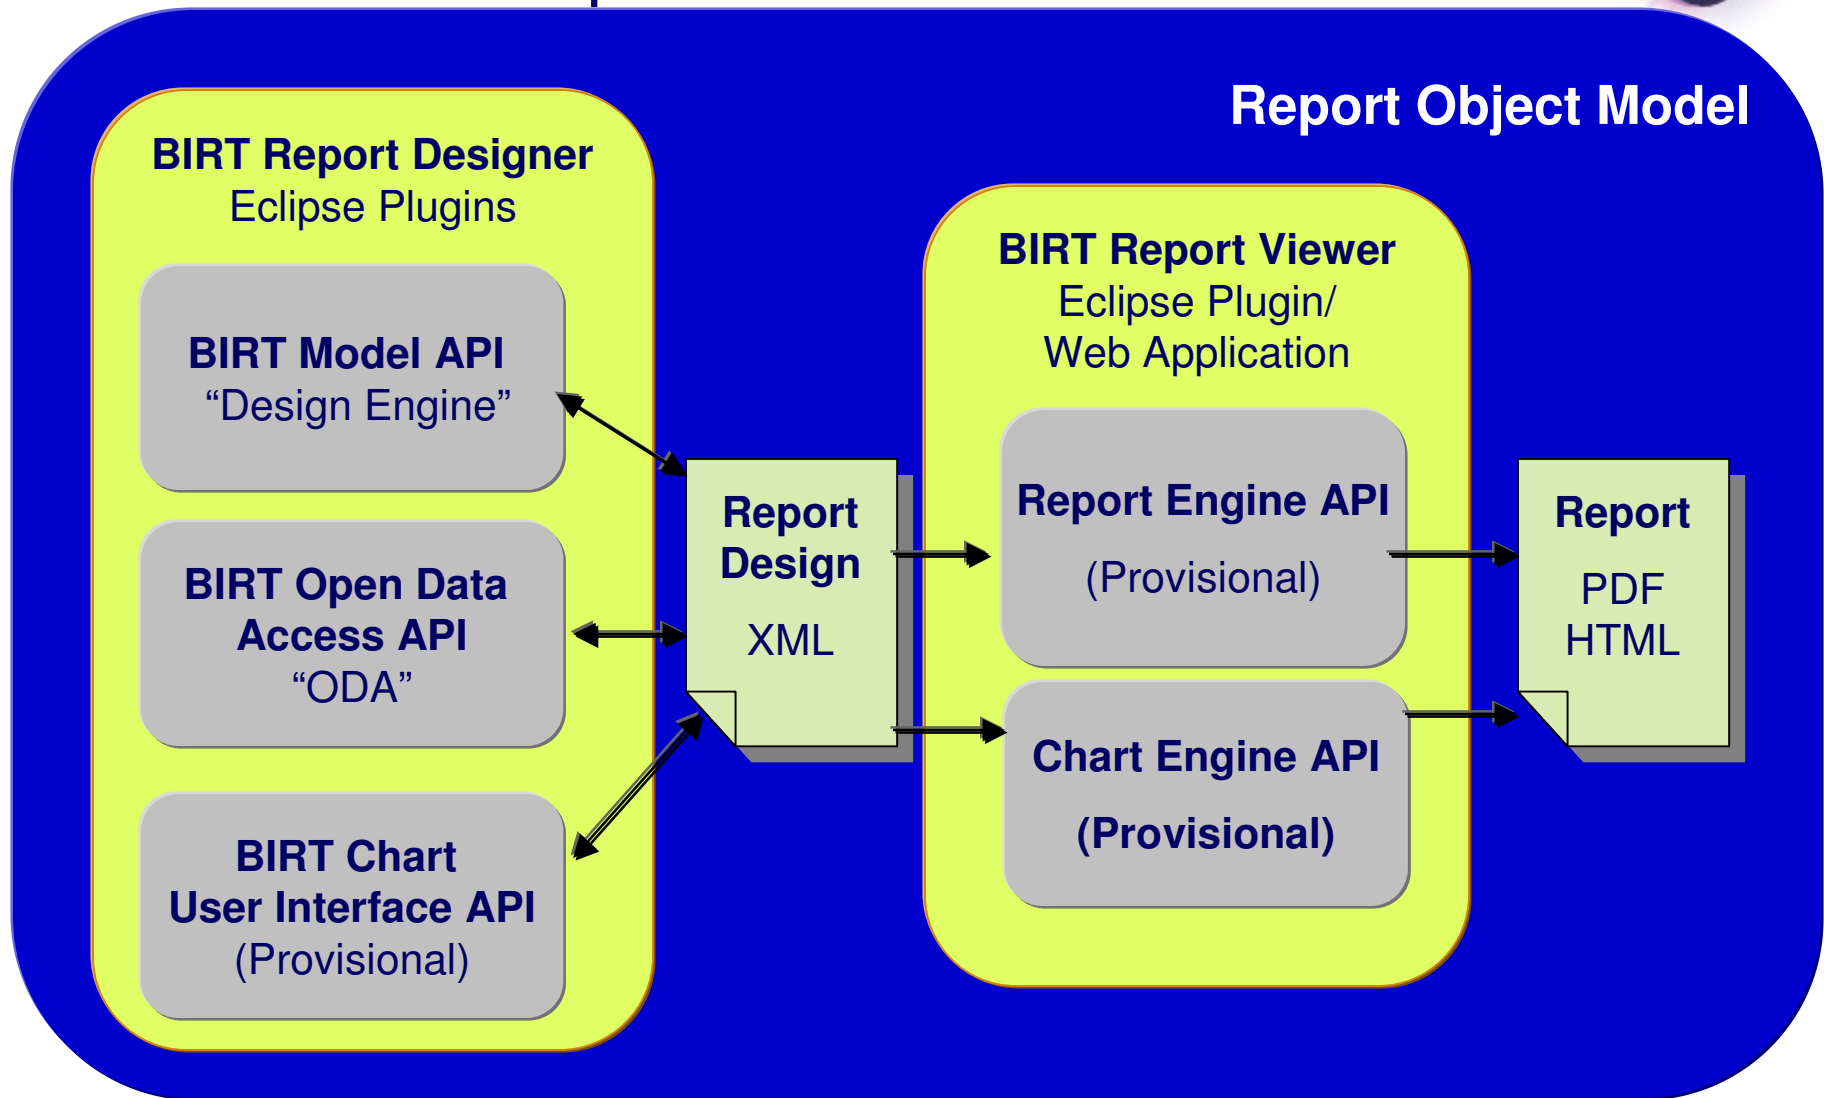 Report Object Model
BIRT Report Designer
Eclipse Plugins
BIRT Model API
“Design Engine”
BIRT Open Data
Access API
“ODA”
BIRT Chart
User Interface API
(Provisional)
Report
Design
XML
BIRT Report Viewer
Eclipse Plugin/
Web Application
Report Engine API
(Provisional)
Chart Engine API
(Provisional)
Report
PDF
HTML